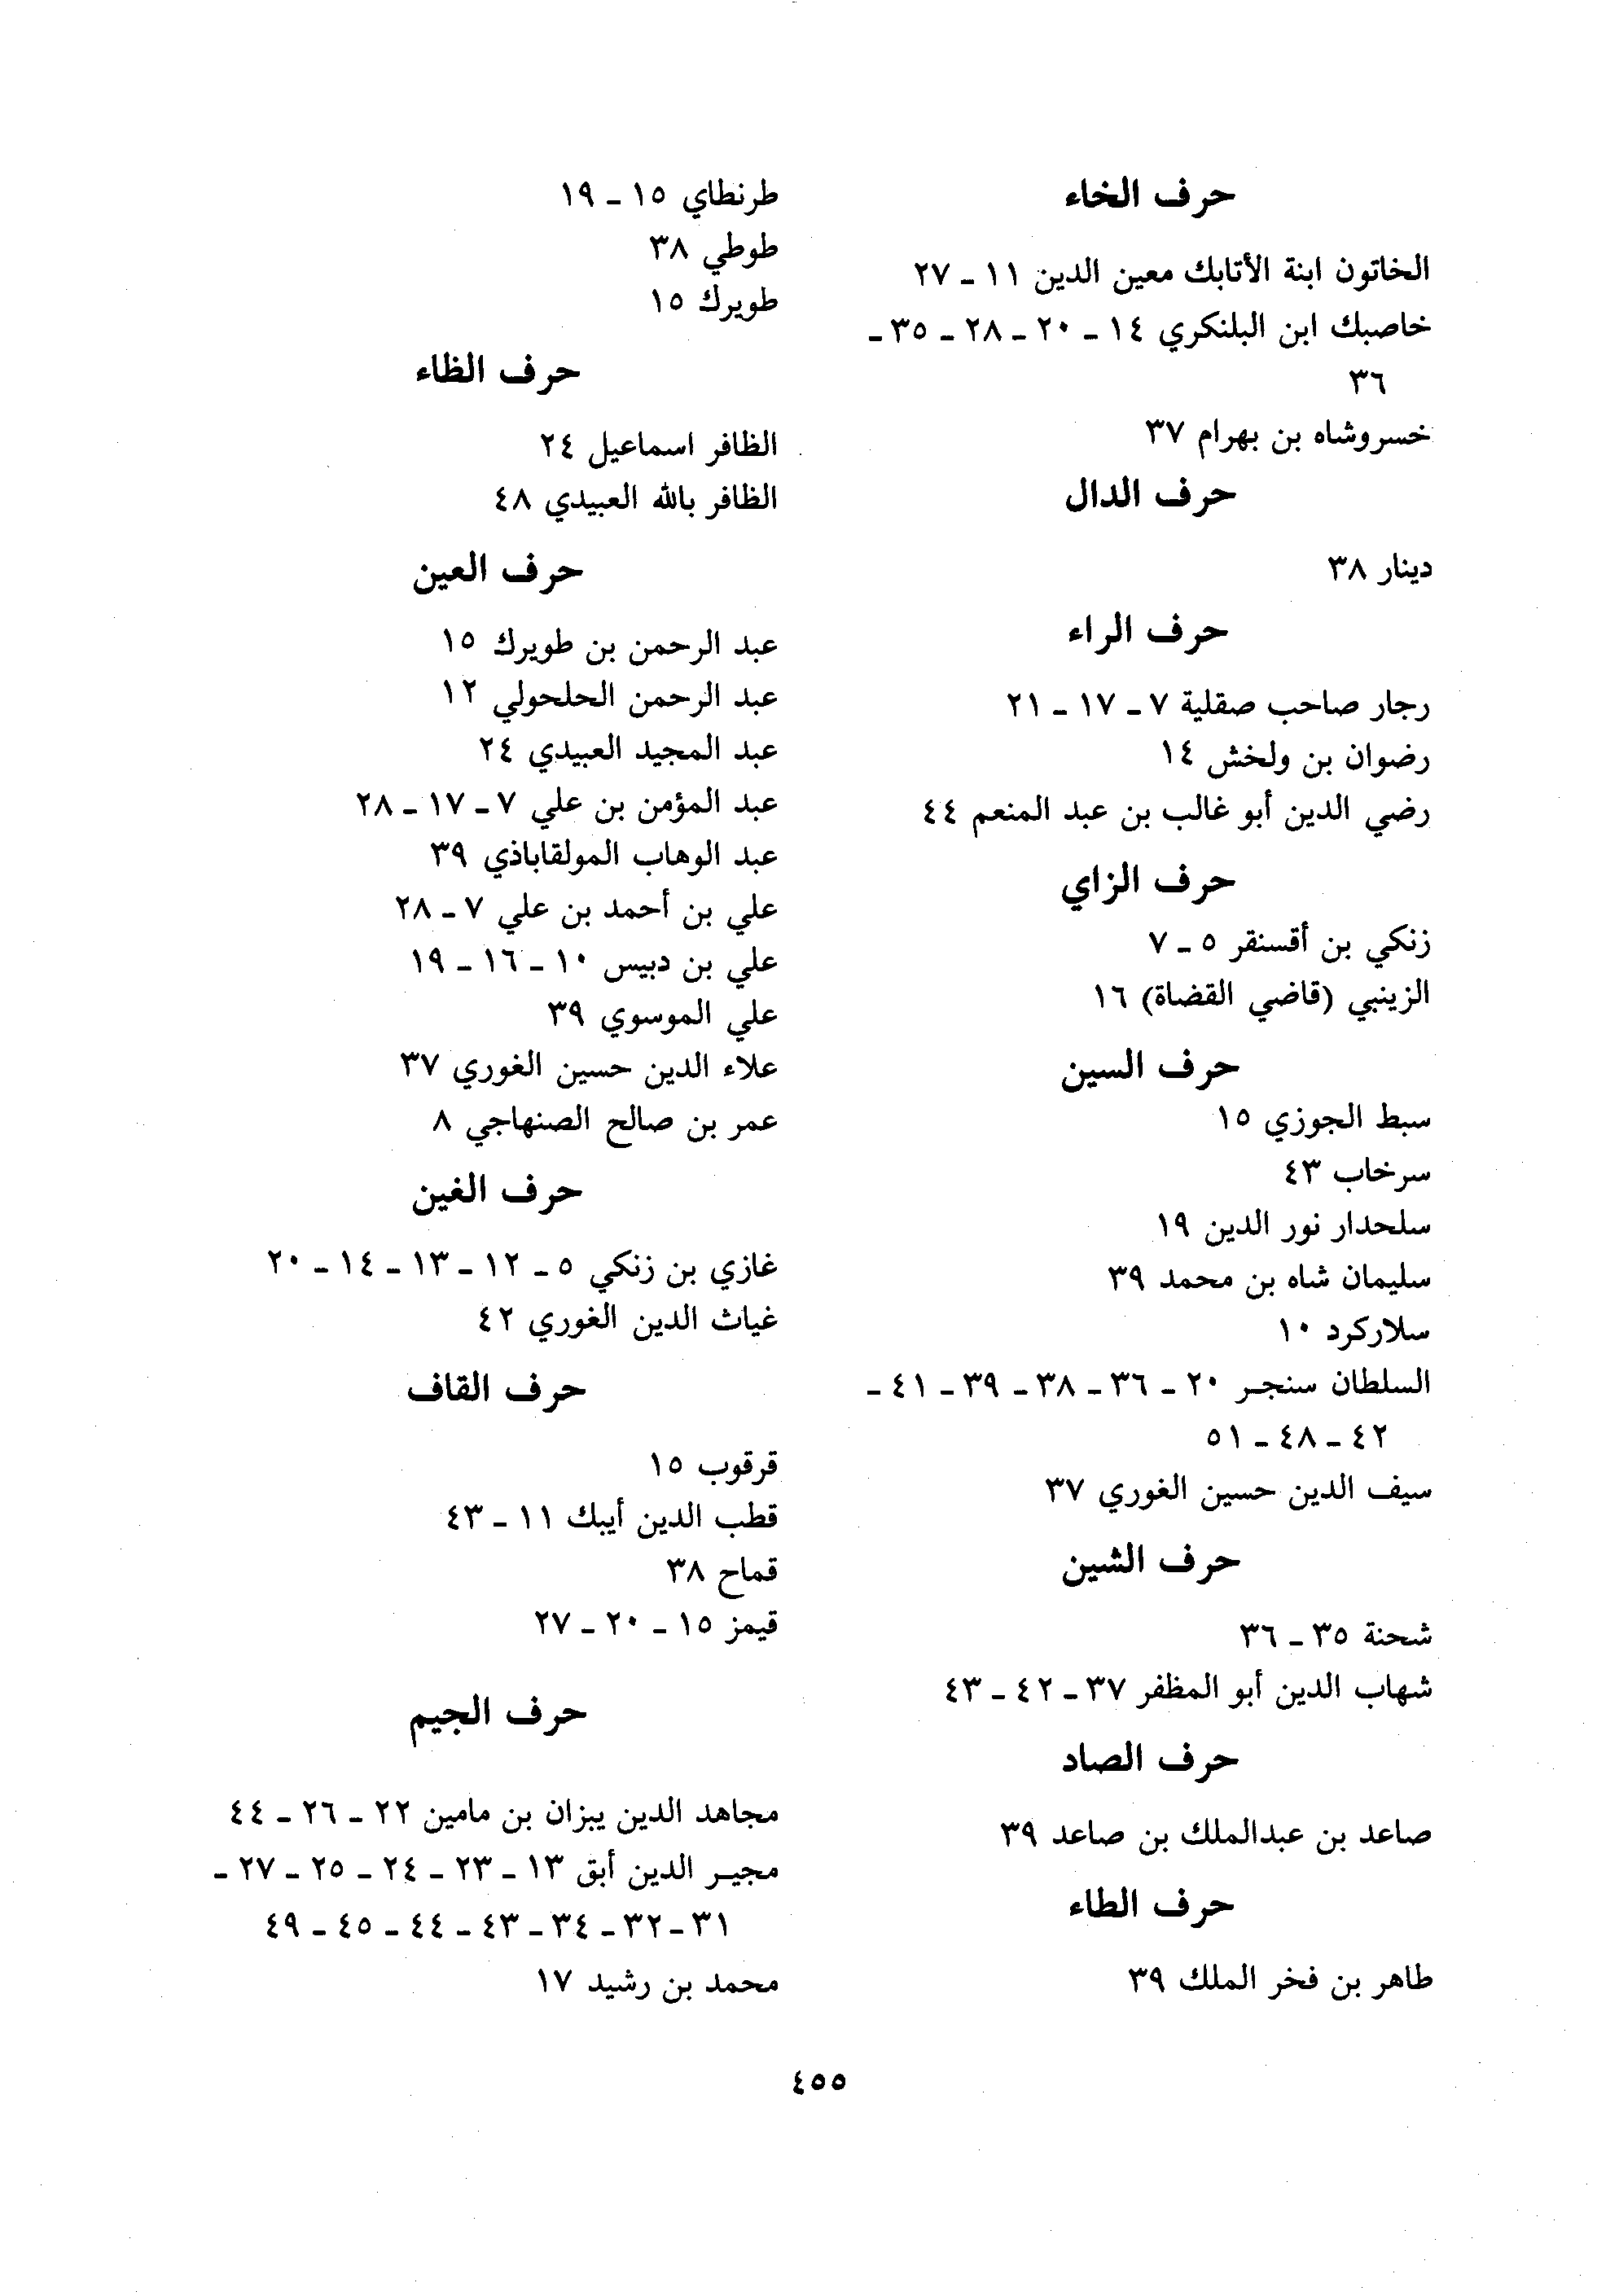 حرف الخاء
الخاتون ابنة الأتابك معين الدين ١١ ـ ٢٧
خاصبك ابن البلنكري ١٤ ـ ٢٠ ـ ٢٨ ـ ٣٥ ـ
٣٦
خسروشاه بن بهرام ٣٧
حرف الدال
دينار ٣٨
حرف الراء
رجار صاحب صقلية ٧ ـ ١٧ ـ ٢١
رضوان بن ولخش ١٤
رضي الدين أبو غالب بن عبد المنعم ٤٤
حرف الزاي
زنكي بن أقسنقر ٥ ـ ٧
الزينبي (قاضي القضاة) ١٦
حرف السين
سبط الجوزي ١٥
سرخاب ٤٣
سلحدار نور الدين ١٩
سليمان شاه بن محمد ٣٩
سلاركرد ١٠
السلطان سنجر ٢٠ ـ ٣٦ ـ ٣٨ ـ ٣٩ ـ ٤١ ـ
٤٢ ـ ٤٨ ـ ٥١
سيف الدين حسين الغوري ٣٧
حرف الشين
شحنة ٣٥ ـ ٣٦
شهاب الدين أبو المظفر ٣٧ ـ ٤٢ ـ ٤٣
حرف الصاد
صاعد بن عبدالملك بن صاعد ٣٩
حرف الطاء
طاهر بن فخر الملك ٣٩
طرنطاي ١٥ ـ ١٩
طوطي ٣٨
طويرك ١٥
حرف الظاء
الظافر اسماعيل ٢٤
الظافر بالله العبيدي ٤٨
حرف العين
عبد الرحمن بن طويرك ١٥
عبد الرحمن الحلحولي ١٢
عبد المجيد العبيدي ٢٤
عبد المؤمن بن علي ٧ ـ ١٧ ـ ٢٨
عبد الوهاب المولقاباذي ٣٩
علي بن أحمد بن علي ٧ ـ ٢٨
علي بن دبيس ١٠ ـ ١٦ ـ ١٩
علي الموسوي ٣٩
علاء الدين حسين الغوري ٣٧
عمر بن صالح الصنهاجي ٨
حرف الغين
غازي بن زنكي ٥ ـ ١٢ ـ ١٣ ـ ١٤ ـ ٢٠
غياث الدين الغوري ٤٢
حرف القاف
قرقوب ١٥
قطب الدين أيبك ١١ ـ ٤٣
قماح ٣٨
قيمز ١٥ ـ ٢٠ ـ ٢٧
حرف الجيم
مجاهد الدين يبزان بن مامين ٢٢ ـ ٢٦ ـ ٤٤
مجير الدين أبق ١٣ ـ ٢٣ ـ ٢٤ ـ ٢٥ ـ ٢٧ ـ
٣١ ـ ٣٢ ـ ٣٤ ـ ٤٣ ـ ٤٤ ـ ٤٥ ـ ٤٩
محمد بن رشيد ١٧
٤٥٥